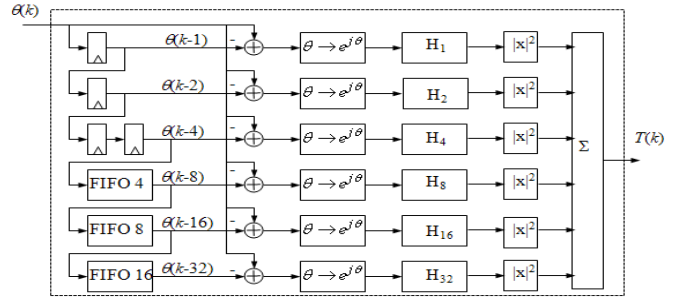 θ(k)
θ(k-1) - + θ → e^{jθ} H₁ |x|²
θ(k-2) - + θ → e^{jθ} H₂ |x|²
θ(k-4) - + θ → e^{jθ} H₄ |x|² Σ T(k)
FIFO 4 θ(k-8) - + θ → e^{jθ} H₈ |x|²
FIFO 8 θ(k-16) - + θ → e^{jθ} H₁₆ |x|²
FIFO 16 θ(k-32) - + θ → e^{jθ} H₃₂ |x|²